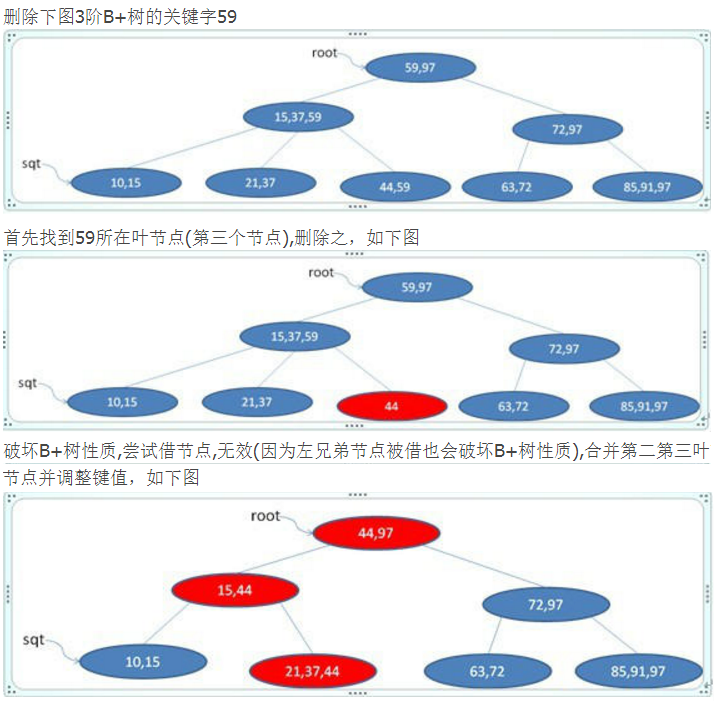 删除下图3阶B+树的关键字59
root
59,97
15,37,59
72,97
sqt
10,15
21,37
44,59
63,72
85,91,97
首先找到59所在叶节点(第三个节点),删除之，如下图
root
59,97
15,37,59
72,97
sqt
10,15
21,37
44
63,72
85,91,97
破坏B+树性质,尝试借节点,无效(因为左兄弟节点被借也会破坏B+树性质),合并第二第三叶
节点并调整键值，如下图
root
44,97
15,44
72,97
sqt
10,15
21,37,44
63,72
85,91,97